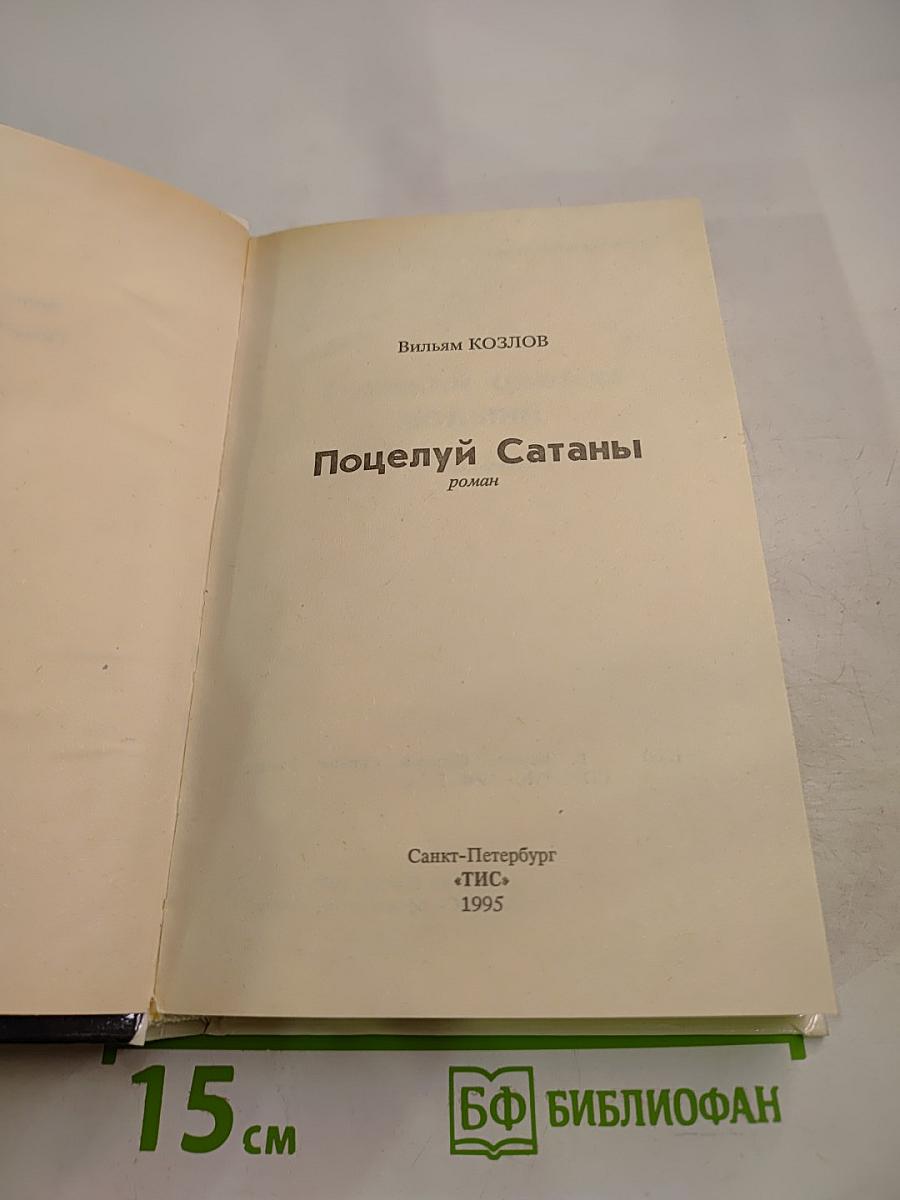 Вильям КОЗЛОВ
Поцелуй Сатаны
роман
Санкт-Петербург
«ТИС»
1995
15 см
БФ БИБЛИОФАН